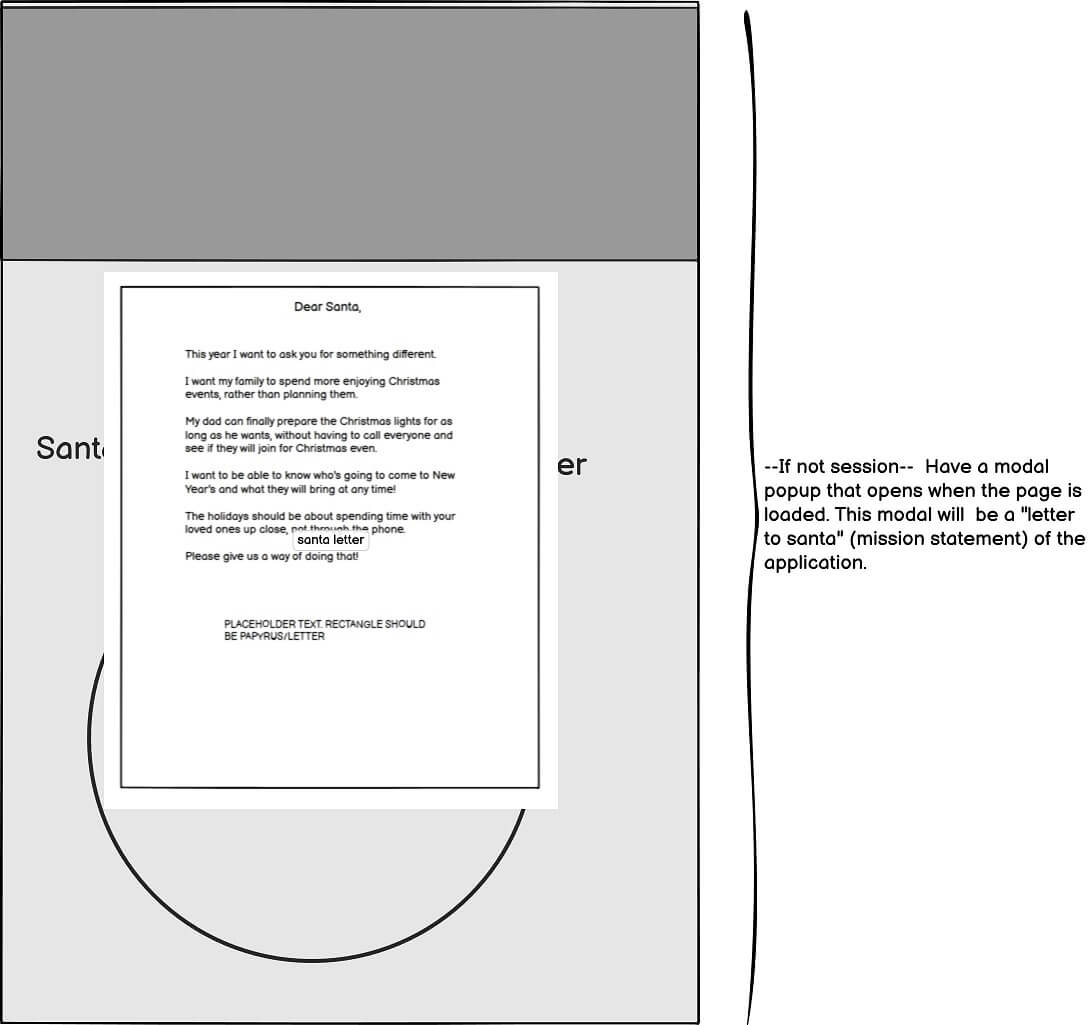 Dear Santa,
This year I want to ask you for something different.
I want my family to spend more enjoying Christmas
events, rather than planning them.
My dad can finally prepare the Christmas lights for as
long as he wants, without having to call everyone and
see if they will join for Christmas even.
I want to be able to know who's going to come to New
Year's and what they will bring at any time!
The holidays should be about spending time with your
loved ones up close, not through the phone.
santa letter
Please give us a way of doing that!
PLACEHOLDER TEXT. RECTANGLE SHOULD
BE PAPYRUS/LETTER
Sant
er
--If not session-- Have a modal
popup that opens when the page is
loaded. This modal will be a "letter
to santa" (mission statement) of the
application.